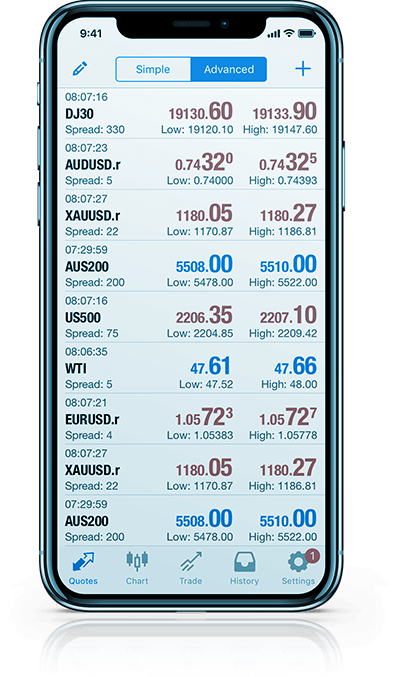 9:41
Simple Advanced
08:07:16
DJ30 19130.60 19133.90
Spread: 330 Low: 19120.10 High: 19147.60
08:07:23
AUDUSD.r 0.74320 0.74325
Spread: 5 Low: 0.74000 High: 0.74393
08:07:27
XAUUSD.r 1180.05 1180.27
Spread: 22 Low: 1170.87 High: 1186.81
07:29:59
AUS200 5508.00 5510.00
Spread: 200 Low: 5478.00 High: 5522.00
08:07:16
US500 2206.35 2207.10
Spread: 75 Low: 2204.85 High: 2209.42
08:06:35
WTI 47.61 47.66
Spread: 5 Low: 47.52 High: 48.00
08:07:21
EURUSD.r 1.05723 1.05727
Spread: 4 Low: 1.05383 High: 1.05778
08:07:27
XAUUSD.r 1180.05 1180.27
Spread: 22 Low: 1170.87 High: 1186.81
07:29:59
AUS200 5508.00 5510.00
Spread: 200 Low: 5478.00 High: 5522.00
1
Quotes Chart Trade History Settings